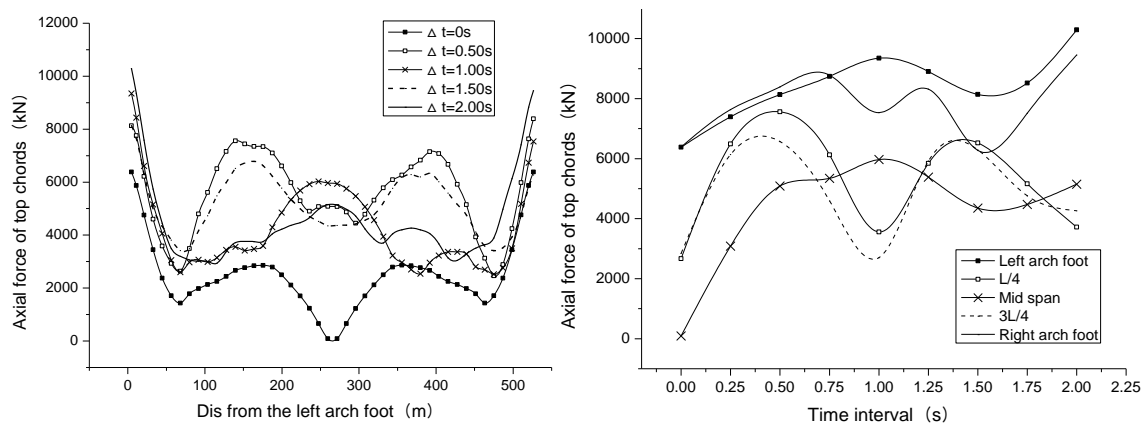 12000
10000
8000
6000
4000
2000
0
Axial force of top chords (kN)
0 100 200 300 400 500
Dis from the left arch foot (m)
Δ t=0s
Δ t=0.50s
Δ t=1.00s
Δ t=1.50s
Δ t=2.00s
10000
8000
6000
4000
2000
0
Axial force of top chords (kN)
0.00 0.25 0.50 0.75 1.00 1.25 1.50 1.75 2.00 2.25
Time interval (s)
Left arch foot
L/4
Mid span
3L/4
Right arch foot